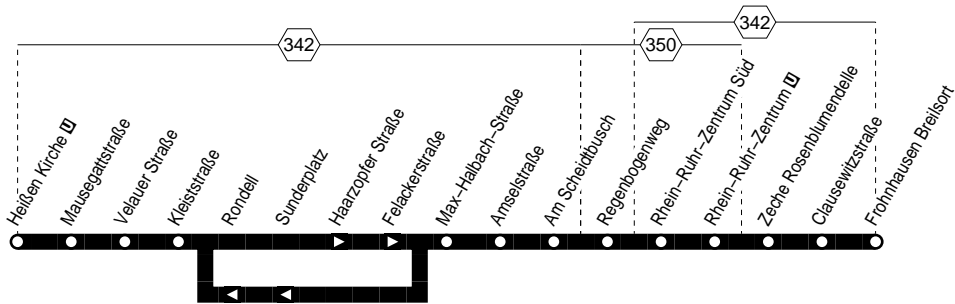 342
342
350
Heißen Kirche U
Mausegattstraße
Velauer Straße
Kleiststraße
Rondell
Sunderplatz
Haarzopfer Straße
Felackerstraße
Max–Halbach–Straße
Amselstraße
Am Scheidtbusch
Regenbogenweg
Rhein–Ruhr–Zentrum Süd
Rhein–Ruhr–Zentrum U
Zeche Rosenblumendelle
Clausewitzstraße
Frohnhausen Breilsort